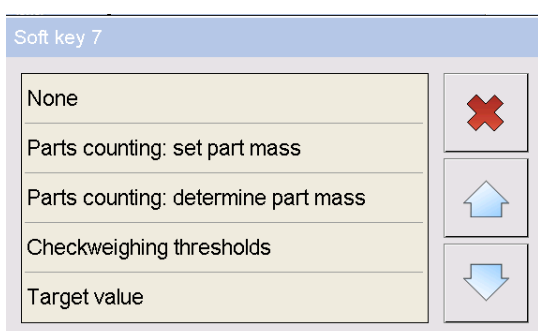 Soft key 7
None
Parts counting: set part mass
Parts counting: determine part mass
Checkweighing thresholds
Target value